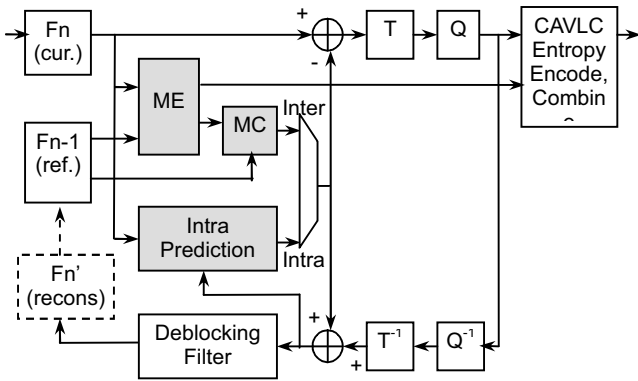 Fn
(cur.)
+
-
T
Q
CAVLC
Entropy
Encode,
Combin
ME
MC
Inter
Fn-1
(ref.)
Intra
Prediction
Intra
Fn'
(recons)
Deblocking
Filter
+
+
T-1
Q-1